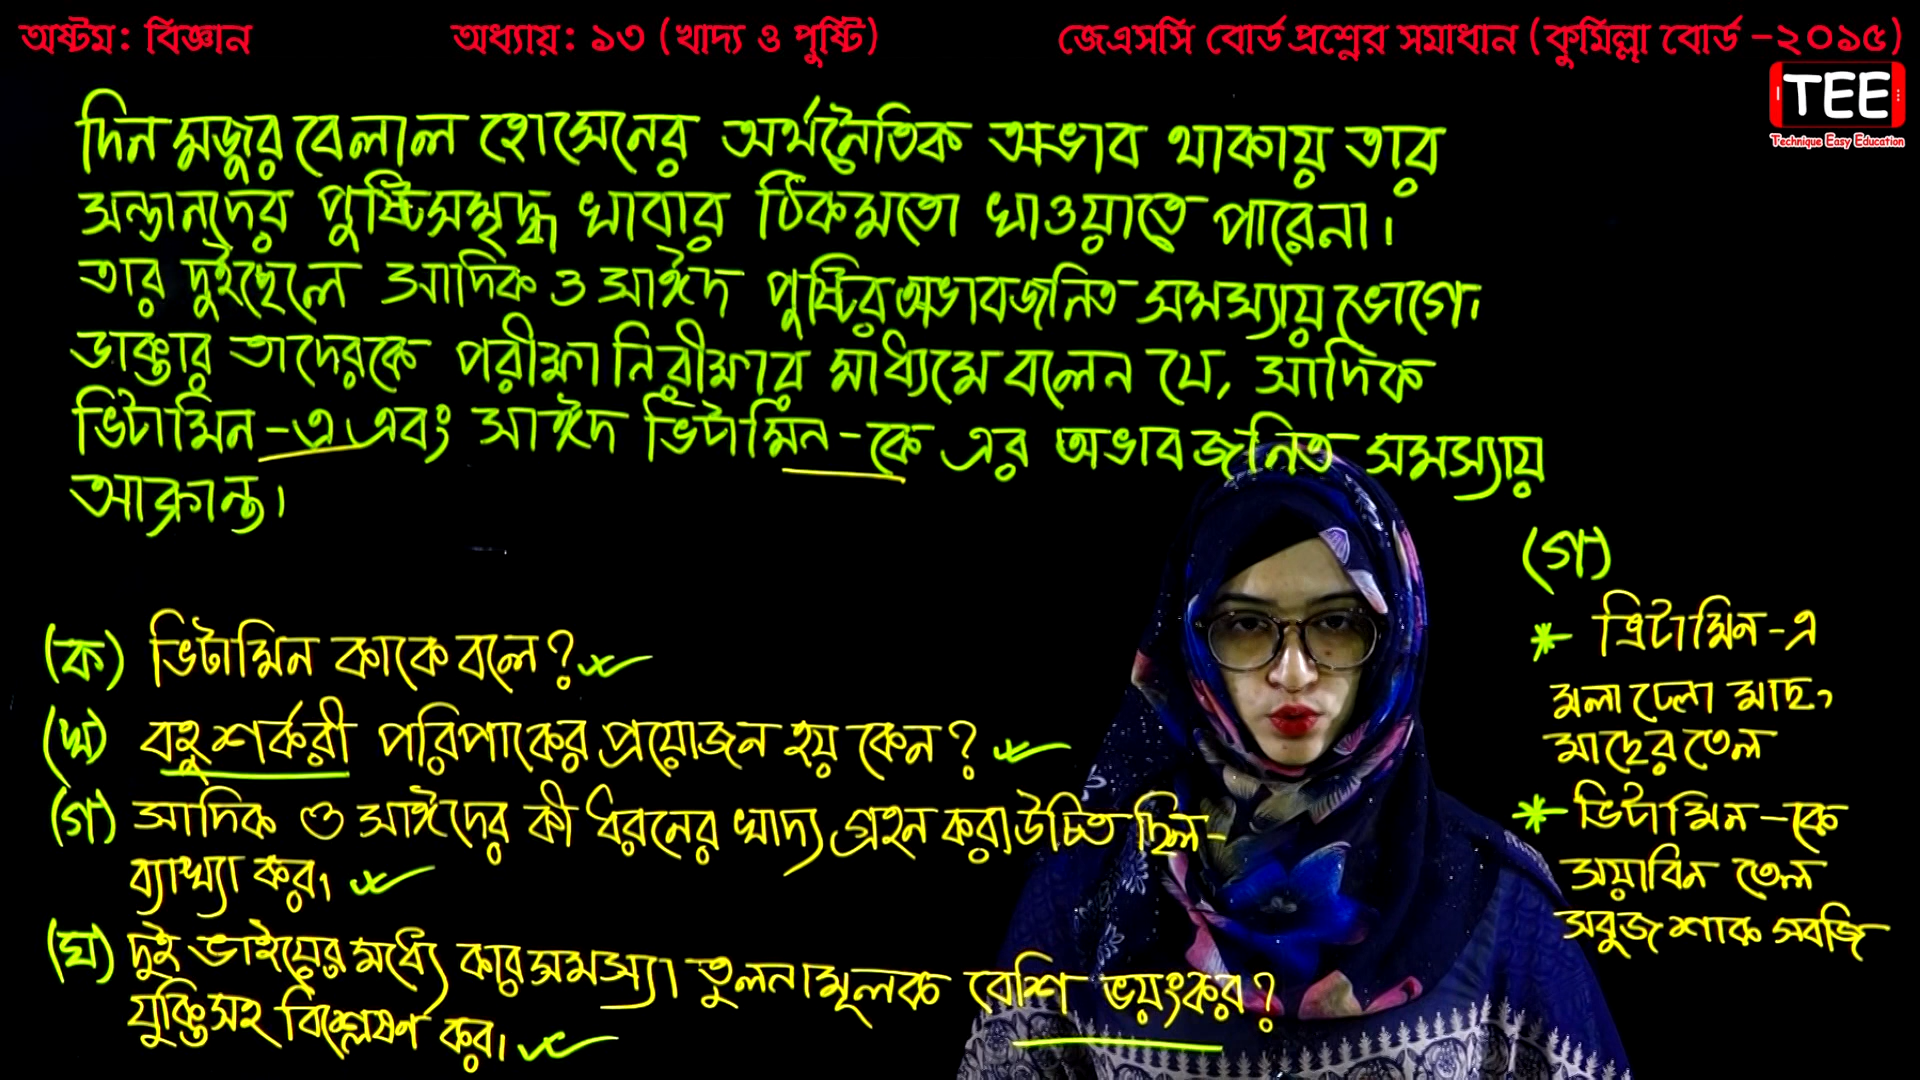 অষ্টম: বিজ্ঞান অধ্যায়: ১৩ (খাদ্য ও পুষ্টি) জেএসসি বোর্ড প্রশ্নের সমাধান (কুমিল্লা বোর্ড -২০১৫)
TEE
Technique Easy Education
দিন মজুর বেলাল হোসেনের অর্থনৈতিক অভাব থাকায় তার
সন্তানদের পুষ্টিসমৃদ্ধ খাবার ঠিকমতো খাওয়াতে পারেনা।
তার দুইছেলে সাদিক ও সাঈদ পুষ্টির অভাবজনিত সমস্যায় ভোগে।
ডাক্তার তাদেরকে পরীক্ষা নিরীক্ষার মাধ্যমে বলেন যে, সাদিক
ভিটামিন-এ এবং সাঈদ ভিটামিন-কে এর অভাব জনিত সমস্যায়
আক্রান্ত।
(ক) ভিটামিন কাকে বলে?
(খ) বহু শর্করী পরিপাকের প্রয়োজন হয় কেন?
(গ) সাদিক ও সাঈদের কী ধরনের খাদ্য গ্রহন করা উচিত ছিল-
ব্যাখ্যা কর।
(ঘ) দুই ভাইয়ের মধ্যে কার সমস্যা তুলনামূলক বেশি ভয়ংকর?
যুক্তিসহ বিশ্লেষণ কর।
(গ)
* ভিটামিন-এ
মলা ঢেলা মাছ,
মাছের তেল
* ভিটামিন-কে
সয়াবিন তেল
সবুজ শাক সবজি